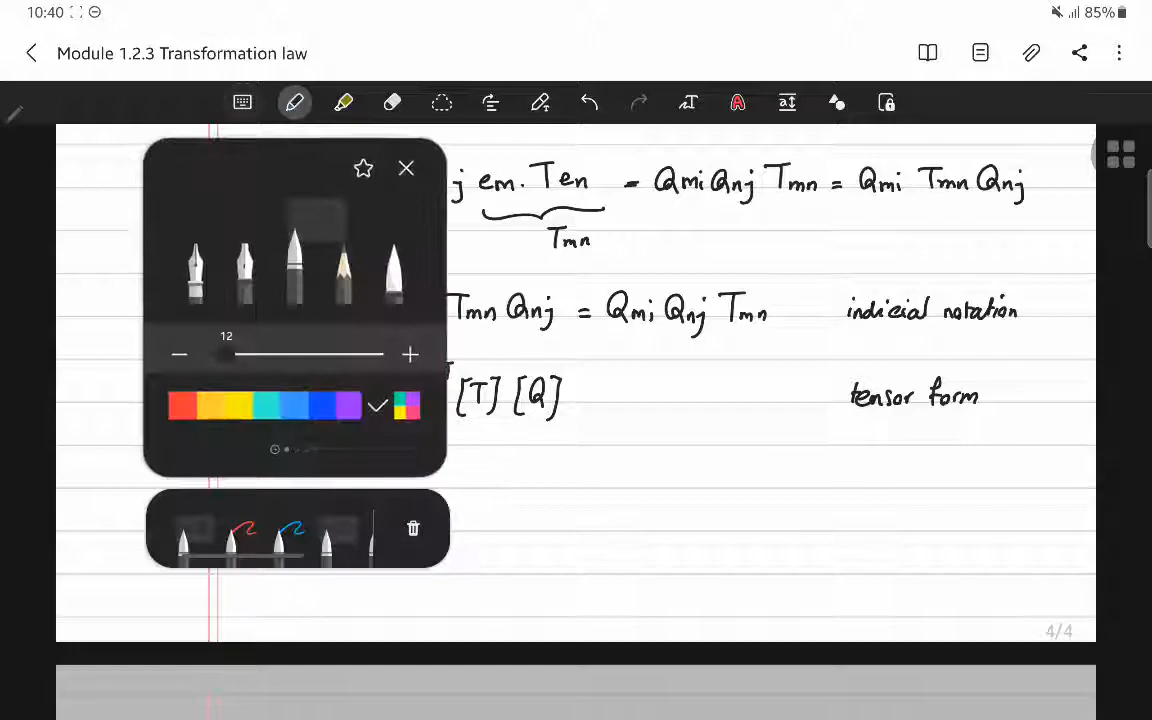 10:40 85%
Module 1.2.3 Transformation law
j em . Ten = Qmi Qnj Tmn = Qmi Tmn Qnj
Tmn
12
Tmn Qnj = Qmi Qnj Tmn indicial notation
[T] [Q] tensor form
4/4